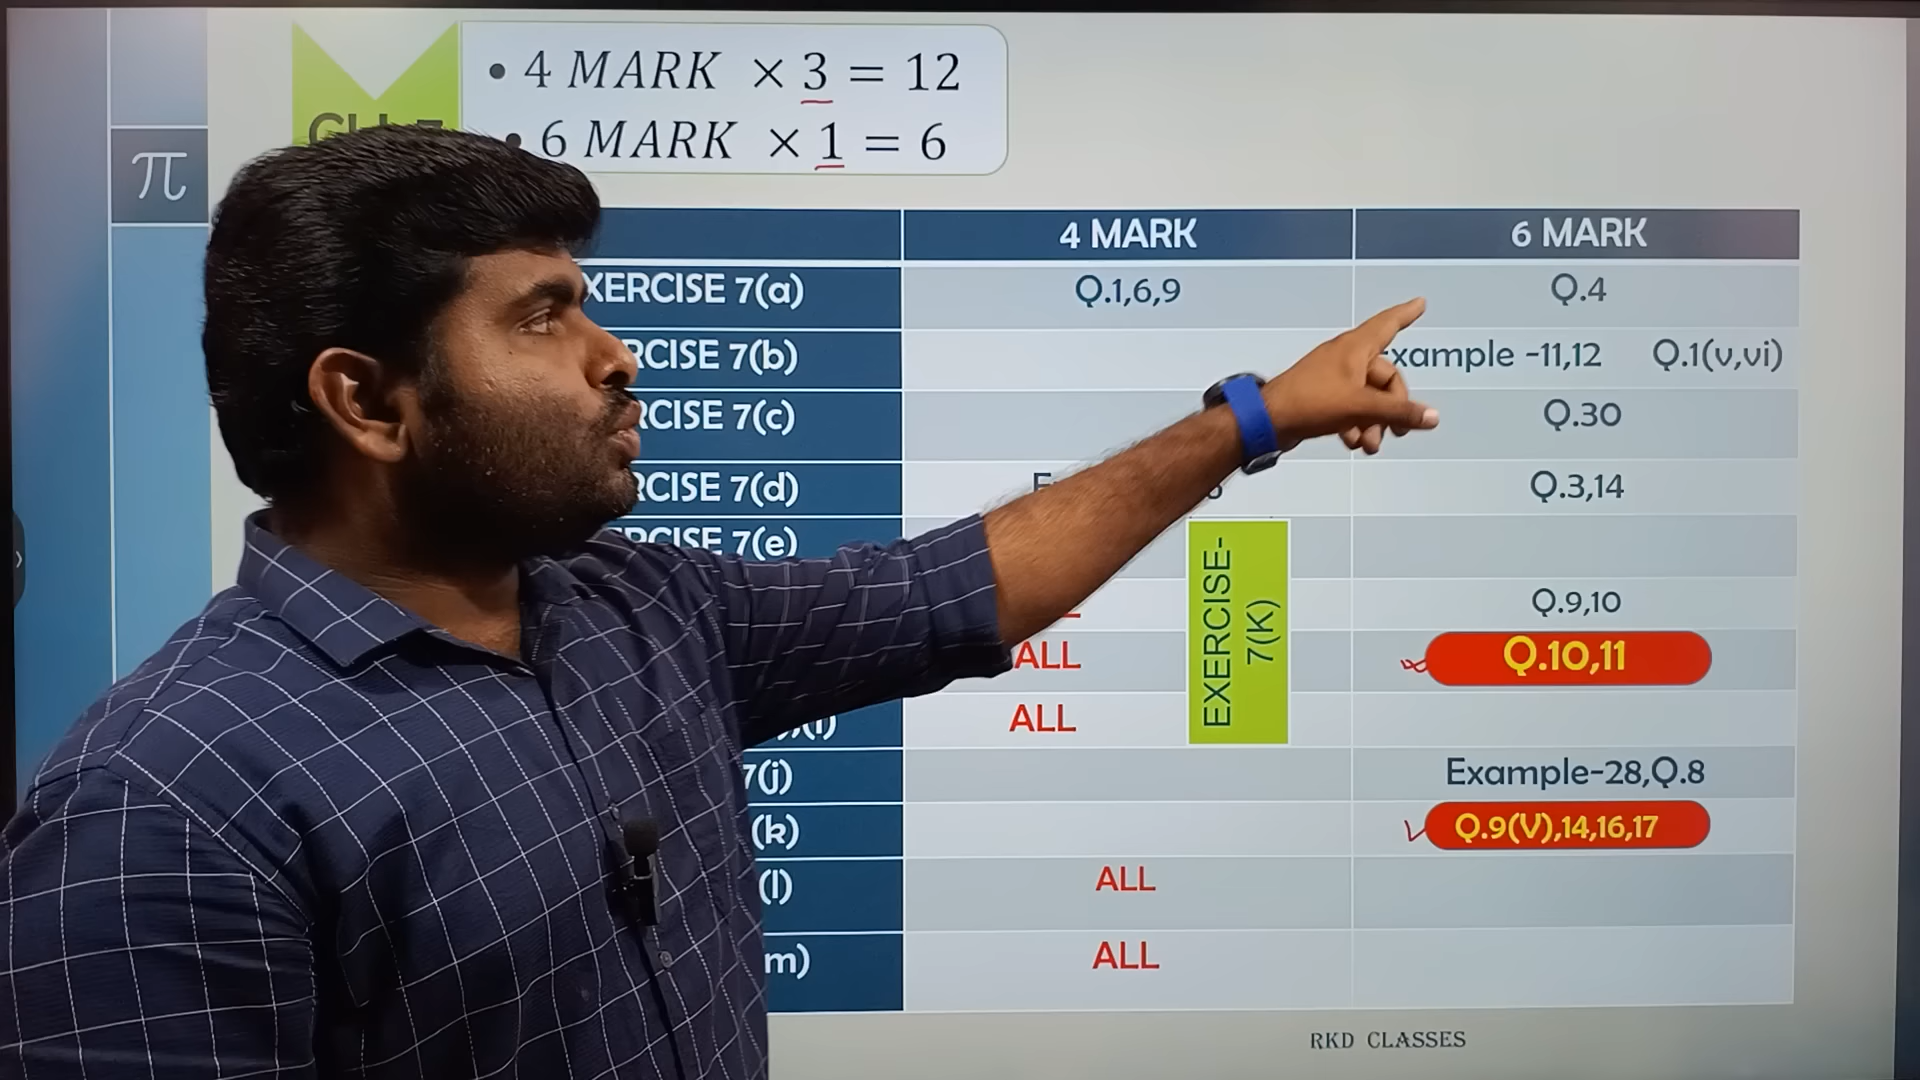 • 4 MARK × 3 = 12
• 6 MARK × 1 = 6
π
4 MARK 6 MARK
XERCISE 7(a) Q.1,6,9 Q.4
RCISE 7(b) xample -11,12 Q.1(v,vi)
RCISE 7(c) Q.30
RCISE 7(d) Q.3,14
RCISE 7(e)
Q.9,10
ALL Q.10,11
ALL
EXERCISE-
7(K)
7(j) Example-28,Q.8
(k) Q.9(V),14,16,17
(l) ALL
m) ALL
RKD CLASSES